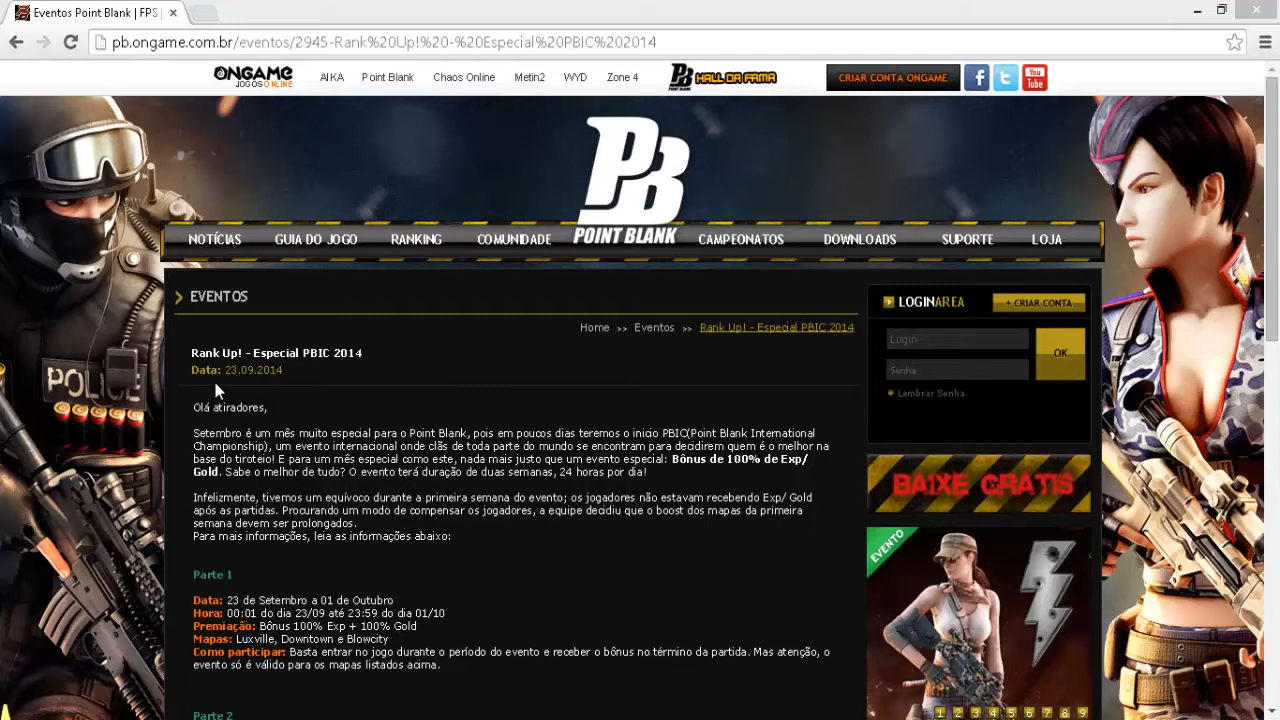 Eventos Point Blank | FPS
pb.ongame.com.br/eventos/2945-Rank%20Up!%20-%20Especial%20PBIC%202014
ONGAME
JOGOS ONLINE
AIKA
Point Blank
Chaos Online
Metin2
WYD
Zone 4
PB POINT BLANK HALL DA FAMA
CRIAR CONTA ONGAME
f
t
You Tube
PB
POINT BLANK
NOTÍCIAS
GUIA DO JOGO
RANKING
COMUNIDADE
CAMPEONATOS
DOWNLOADS
SUPORTE
LOJA
POLICE
EVENTOS
Home >> Eventos >> Rank Up! - Especial PBIC 2014
Rank Up! - Especial PBIC 2014
Data: 23.09.2014
Olá atiradores,
Setembro é um mês muito especial para o Point Blank, pois em poucos dias teremos o inicio PBIC(Point Blank International
Championship), um evento internacional onde clãs de toda parte do mundo se encontram para decidirem quem é o melhor na
base do tiroteio! E para um mês especial como este, nada mais justo que um evento especial: Bônus de 100% de Exp/
Gold. Sabe o melhor de tudo? O evento terá duração de duas semanas, 24 horas por dia!
Infelizmente, tivemos um equívoco durante a primeira semana do evento; os jogadores não estavam recebendo Exp/ Gold
após as partidas. Procurando um modo de compensar os jogadores, a equipe decidiu que o boost dos mapas da primeira
semana devem ser prolongados.
Para mais informações, leia as informações abaixo:
Parte 1
Data: 23 de Setembro a 01 de Outubro
Hora: 00:01 do dia 23/09 até 23:59 do dia 01/10
Premiação: Bônus 100% Exp + 100% Gold
Mapas: Luxville, Downtown e Blowcity
Como participar: Basta entrar no jogo durante o período do evento e receber o bônus no término da partida. Mas atenção, o
evento só é válido para os mapas listados acima.
Parte 2
LOGINAREA
+ CRIAR CONTA
Login
Senha
OK
Lembrar Senha
BAIXE GRÁTIS
EVENTO
1 2 3 4 5 6 7 8 9